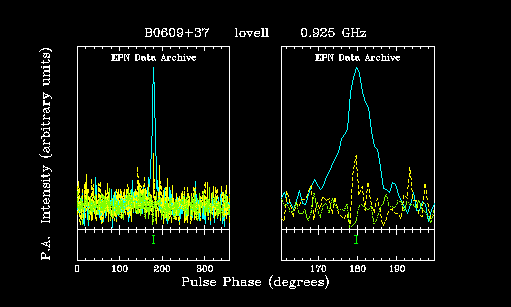 B0609+37 lovell 0.925 GHz
EPN Data Archive EPN Data Archive
P.A. Intensity (arbitrary units)
0 100 200 300 170 180 190
Pulse Phase (degrees)